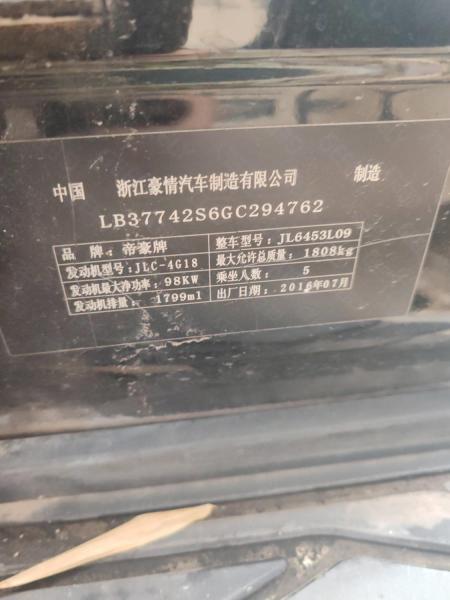 中国 浙江豪情汽车制造有限公司 制造
LB37742S6GC294762
品 牌:帝豪牌 整车型号:JL6453L09
发动机型号:JLC-4G18 最大允许总质量:1808kg
发动机最大净功率:98KW 乘坐人数: 5
发动机排量: 1799ml 出厂日期:2016年07月